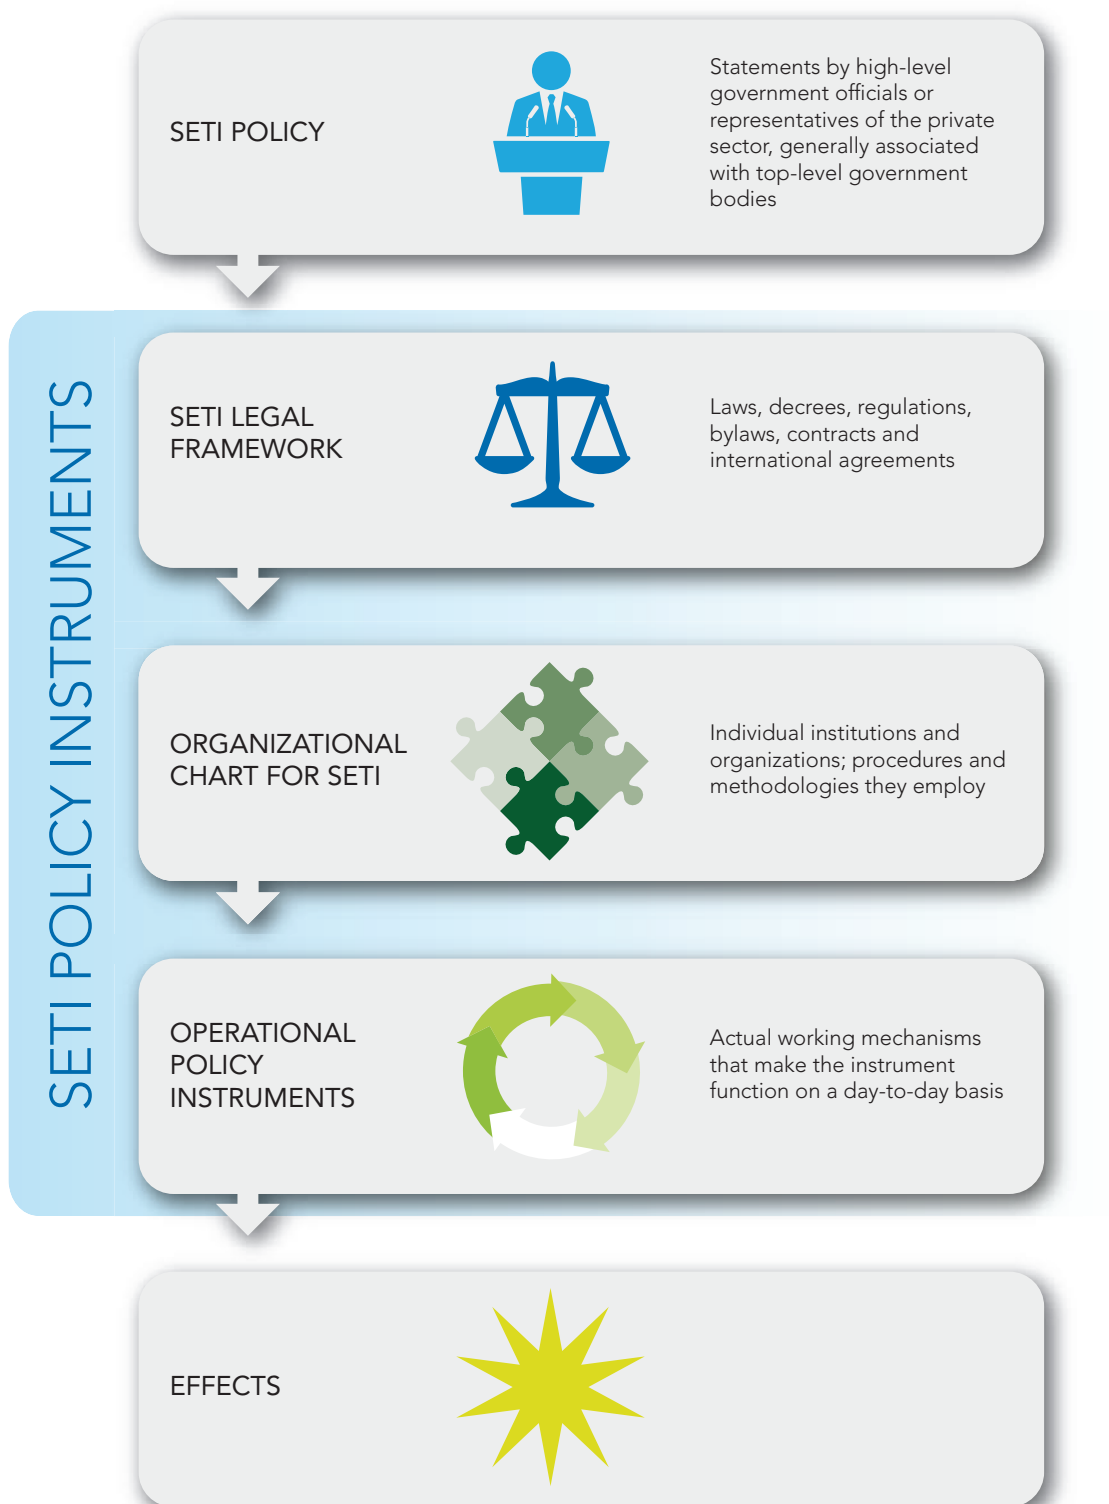 SETI POLICY
Statements by high-level
government officials or
representatives of the private
sector, generally associated
with top-level government
bodies
SETI POLICY INSTRUMENTS
SETI LEGAL
FRAMEWORK
Laws, decrees, regulations,
bylaws, contracts and
international agreements
ORGANIZATIONAL
CHART FOR SETI
Individual institutions and
organizations; procedures and
methodologies they employ
OPERATIONAL
POLICY
INSTRUMENTS
Actual working mechanisms
that make the instrument
function on a day-to-day basis
EFFECTS